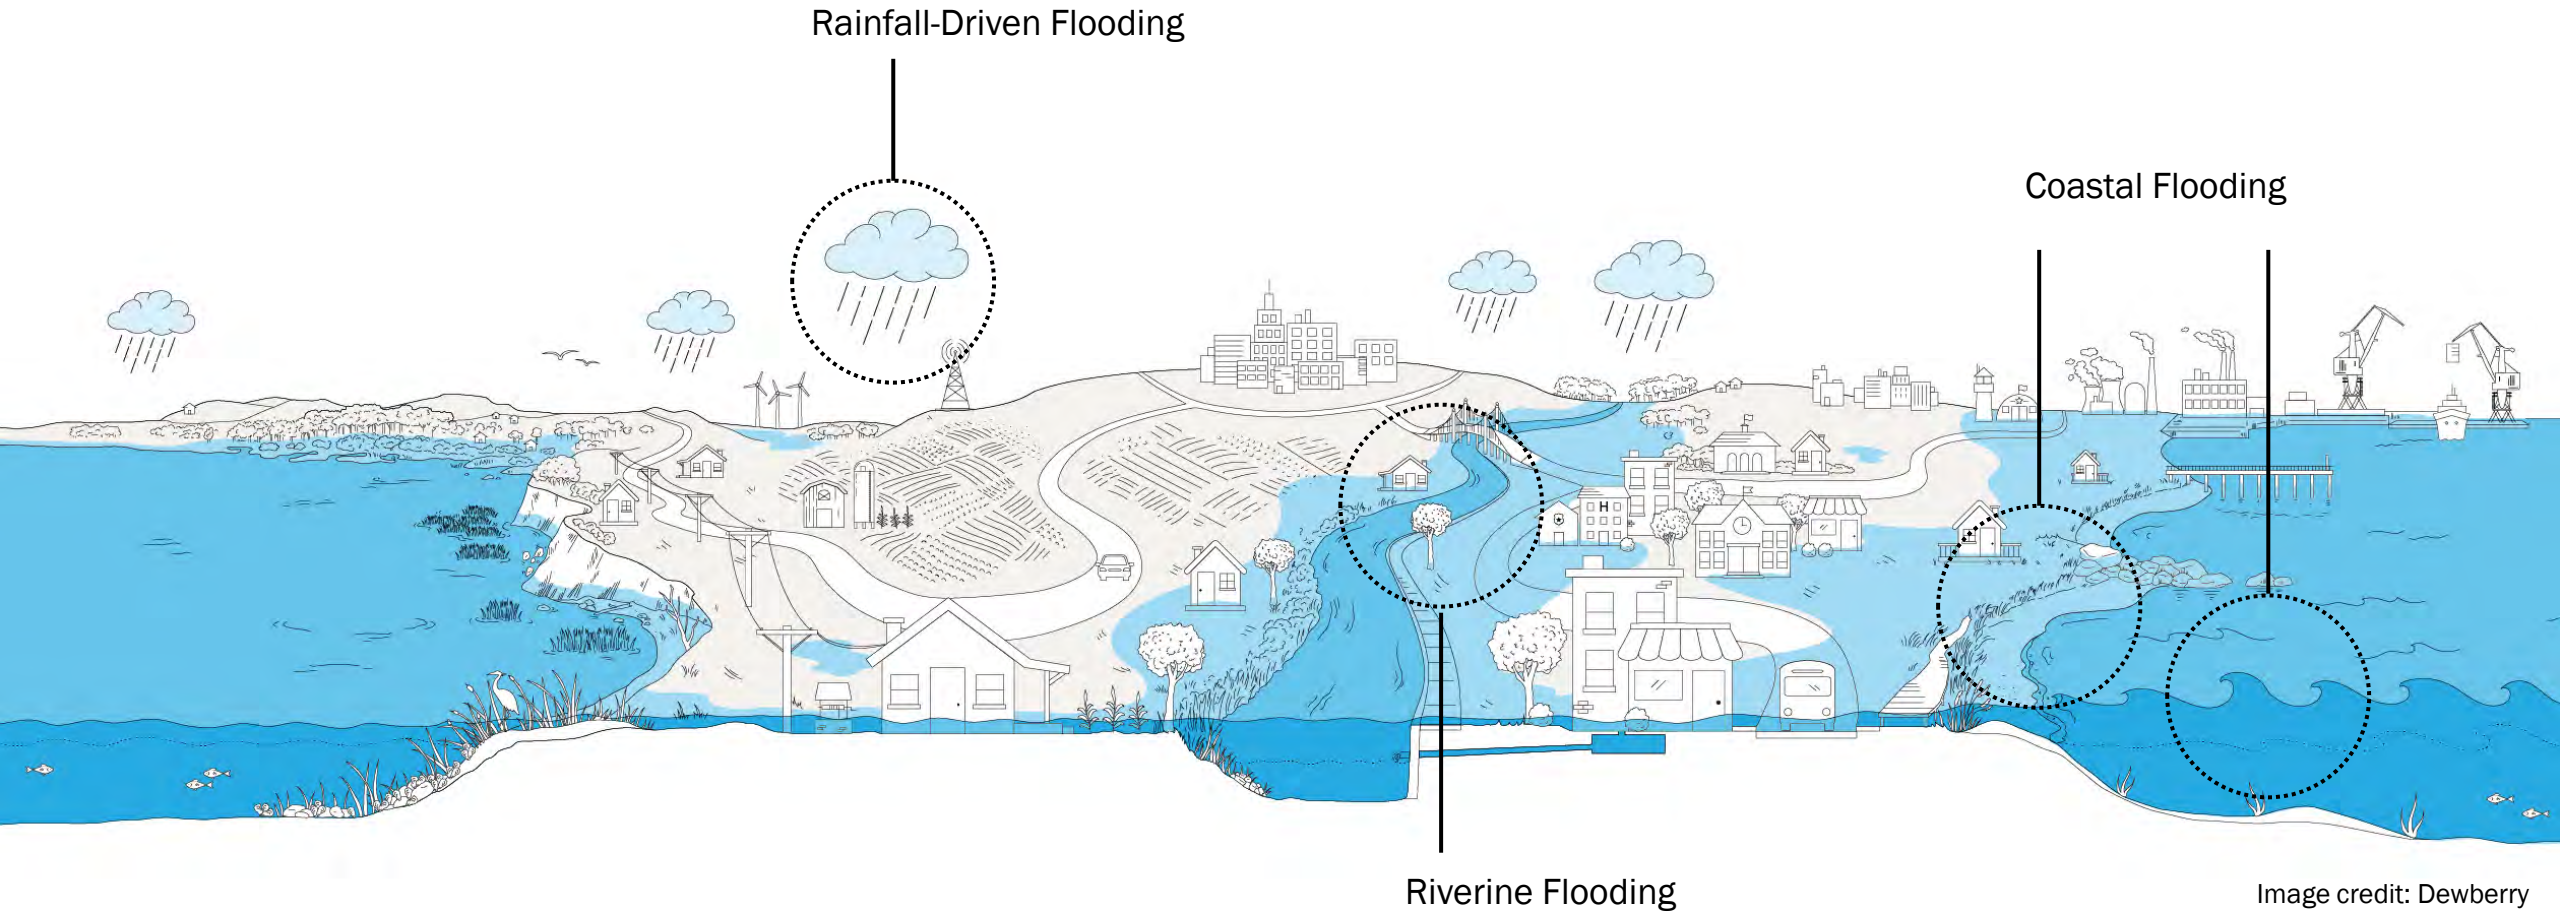 Rainfall-Driven Flooding
Coastal Flooding
H
Riverine Flooding
Image credit: Dewberry